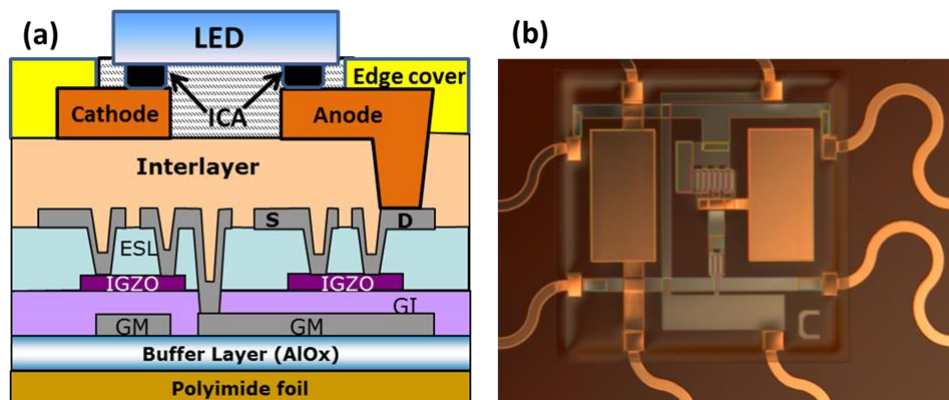 (a)
LED
Edge cover
Cathode
ICA
Anode
Interlayer
S
D
ESL
IGZO
IGZO
GI
GM
GM
Buffer Layer (AlOx)
Polyimide foil
(b)
C